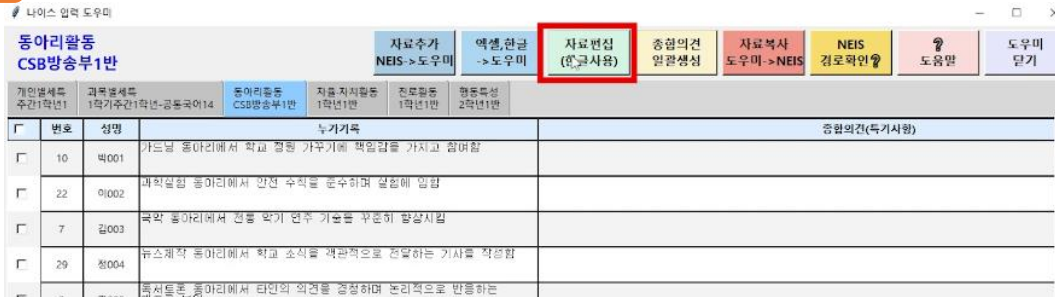 나이스 입력 도우미
동아리활동
CSB방송부1반
자료추가
NEIS->도우미
엑셀,한글
->도우미
자료편집
(한글사용)
종합의견
일괄생성
자료복사
도우미->NEIS
NEIS
경로확인?
?
도움말
도우미
닫기
개인별세특
주간1학년1
과목별세특
1학기주간1학년-공통국어14
동아리활동
CSB방송부1반
자율·자치활동
1학년1반
진로활동
1학년1반
행동특성
2학년1반
번호 성명 누가기록 종합의견(특기사항)
10 박001 가드닝 동아리에서 학교 정원 가꾸기에 책임감을 가지고 참여함
22 이002 과학실험 동아리에서 안전 수칙을 준수하며 실험에 임함
7 김003 국악 동아리에서 전통 악기 연주 기술을 꾸준히 향상시킴
29 정004 뉴스제작 동아리에서 학교 소식을 객관적으로 전달하는 기사를 작성함
독서토론 동아리에서 타인의 의견을 경청하며 논리적으로 반응하는